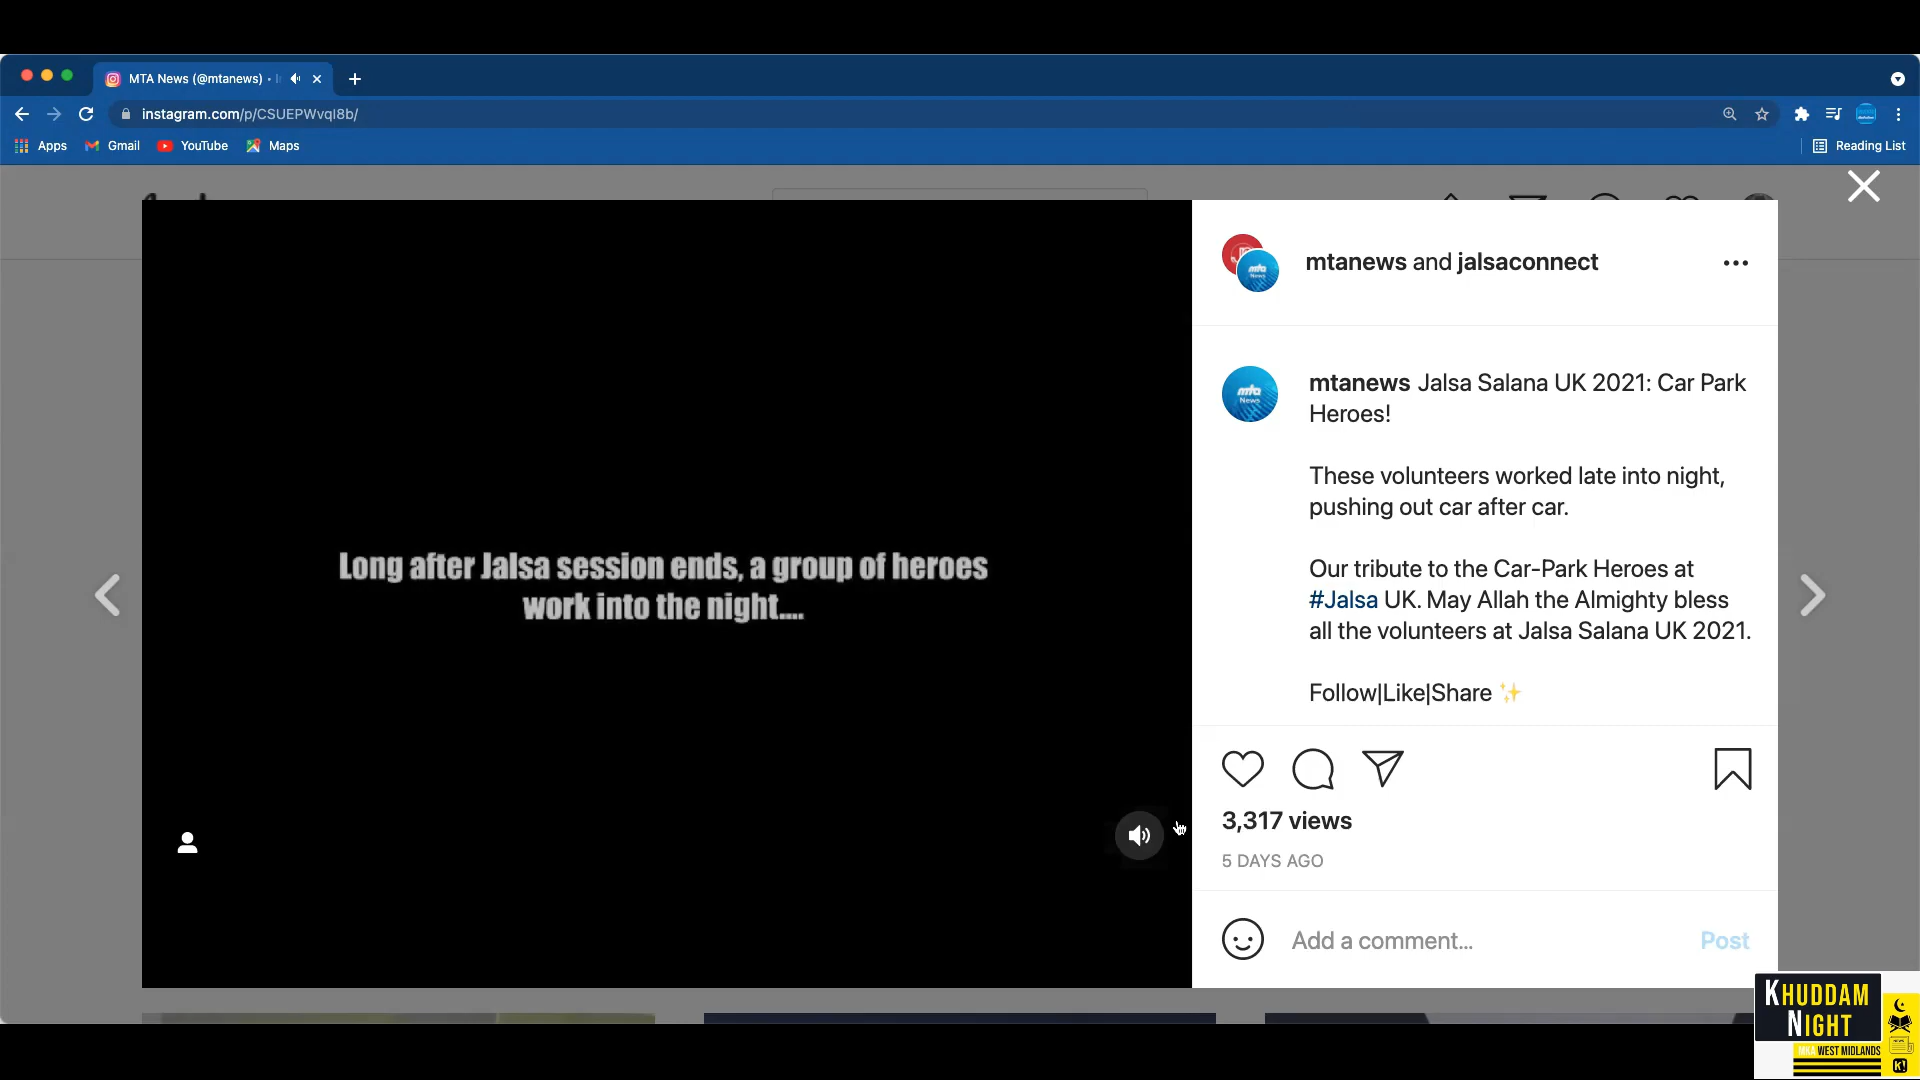 MTA News (@mtanews) •
instagram.com/p/CSUEPWvql8b/
Apps
Gmail
YouTube
Maps
Reading List
mtanews and jalsaconnect
mta
News
mtanews Jalsa Salana UK 2021: Car Park
Heroes!
These volunteers worked late into night,
pushing out car after car.
Our tribute to the Car-Park Heroes at
#Jalsa UK. May Allah the Almighty bless
all the volunteers at Jalsa Salana UK 2021.
Follow|Like|Share ✨
Long after Jalsa session ends, a group of heroes
work into the night....
3,317 views
5 DAYS AGO
Add a comment...
Post
KHUDDAM
NIGHT
MKA WEST MIDLANDS